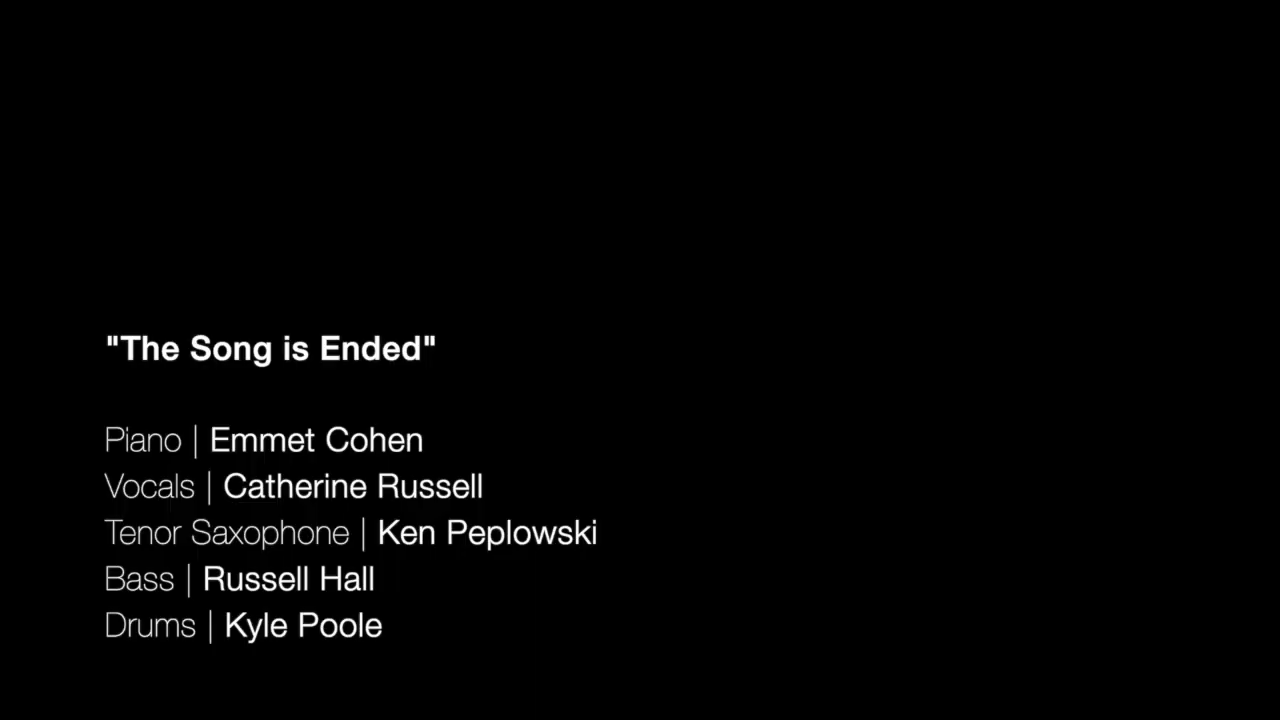 "The Song is Ended"
Piano | Emmet Cohen
Vocals | Catherine Russell
Tenor Saxophone | Ken Peplowski
Bass | Russell Hall
Drums | Kyle Poole